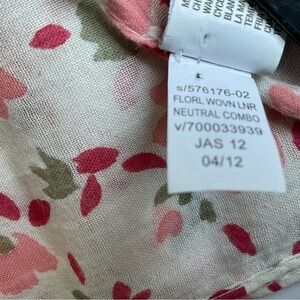 s/576176-02
FLORL WOVN LNR
NEUTRAL COMBO
v/700033939
JAS 12
04/12